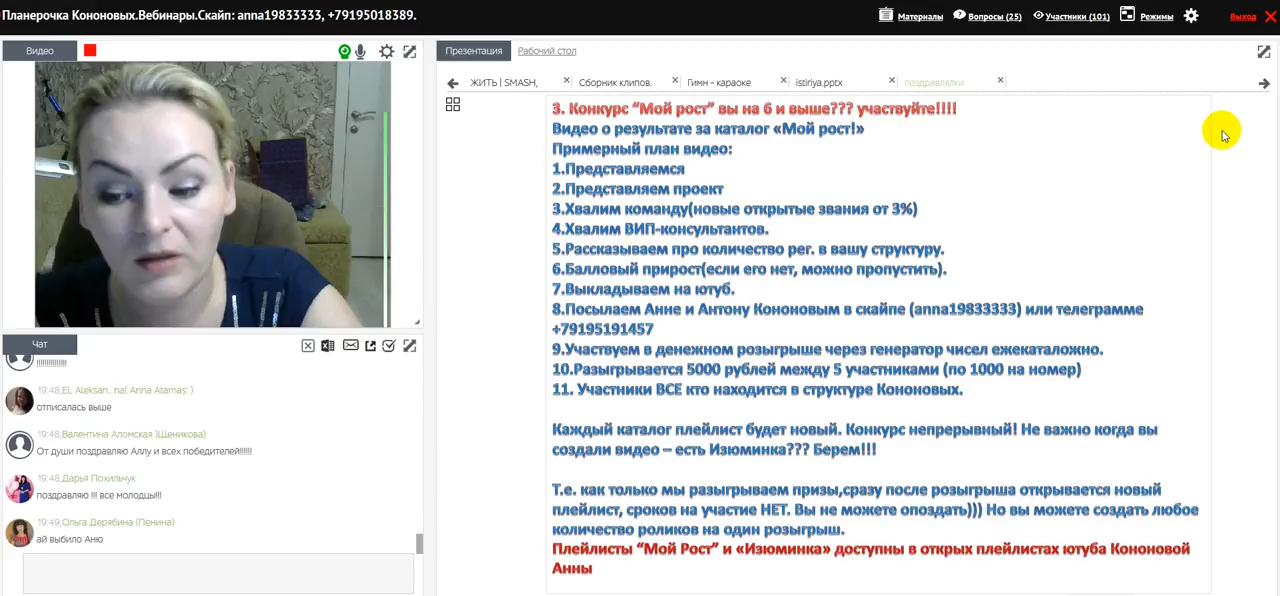 Планерочка Кононовых.Вебинары.Скайп: anna19833333, +79195018389.
Материалы
Вопросы (25)
Участники (101)
Режимы
Выход
Видео
Презентация
Рабочий стол
ЖИТЬ | SMASH,
Сборник клипов.
Гимн - караоке
istiriya.pptx
поздравлялки
3. Конкурс “Мой рост” вы на 6 и выше??? участвуйте!!!!
Видео о результате за каталог «Мой рост!»
Примерный план видео:
1.Представляемся
2.Представляем проект
3.Хвалим команду(новые открытые звания от 3%)
4.Хвалим ВИП-консультантов.
5.Рассказываем про количество рег. в вашу структуру.
6.Балловый прирост(если его нет, можно пропустить).
7.Выкладываем на ютуб.
8.Посылаем Анне и Антону Кононовым в скайпе (anna19833333) или телеграмме
+79195191457
9.Участвуем в денежном розыгрыше через генератор чисел ежекаталожно.
10.Разыгрывается 5000 рублей между 5 участниками (по 1000 на номер)
11. Участники ВСЕ кто находится в структуре Кононовых.
Каждый каталог плейлист будет новый. Конкурс непрерывный! Не важно когда вы
создали видео – есть Изюминка??? Берем!!!
Т.е. как только мы разыгрываем призы,сразу после розыгрыша открывается новый
плейлист, сроков на участие НЕТ. Вы не можете опоздать))) Но вы можете создать любое
количество роликов на один розыгрыш.
Плейлисты “Мой Рост” и «Изюминка» доступны в открых плейлистах ютуба Кононовой
Анны
Чат
!!!!!!!!!!!!!!!
19:48,EL Aleksan...na( Anna Atamas' )
отписалась выше
19:48,Валентина Аломская )Щеникова)
От души поздравляю Аллу и всех победителей!!!!!!!
19:48,Дарья Похильчук
поздравляю !!! все молодцы!!!
19:49,Ольга Дерябина (Пенина)
ай выбило Аню